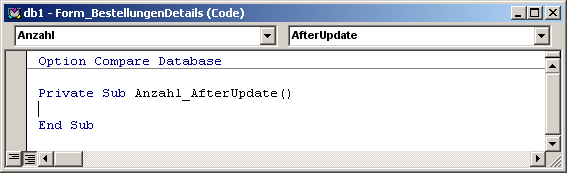 db1 - Form_BestellungenDetails (Code)
Anzahl AfterUpdate
Option Compare Database
Private Sub Anzahl_AfterUpdate()
End Sub